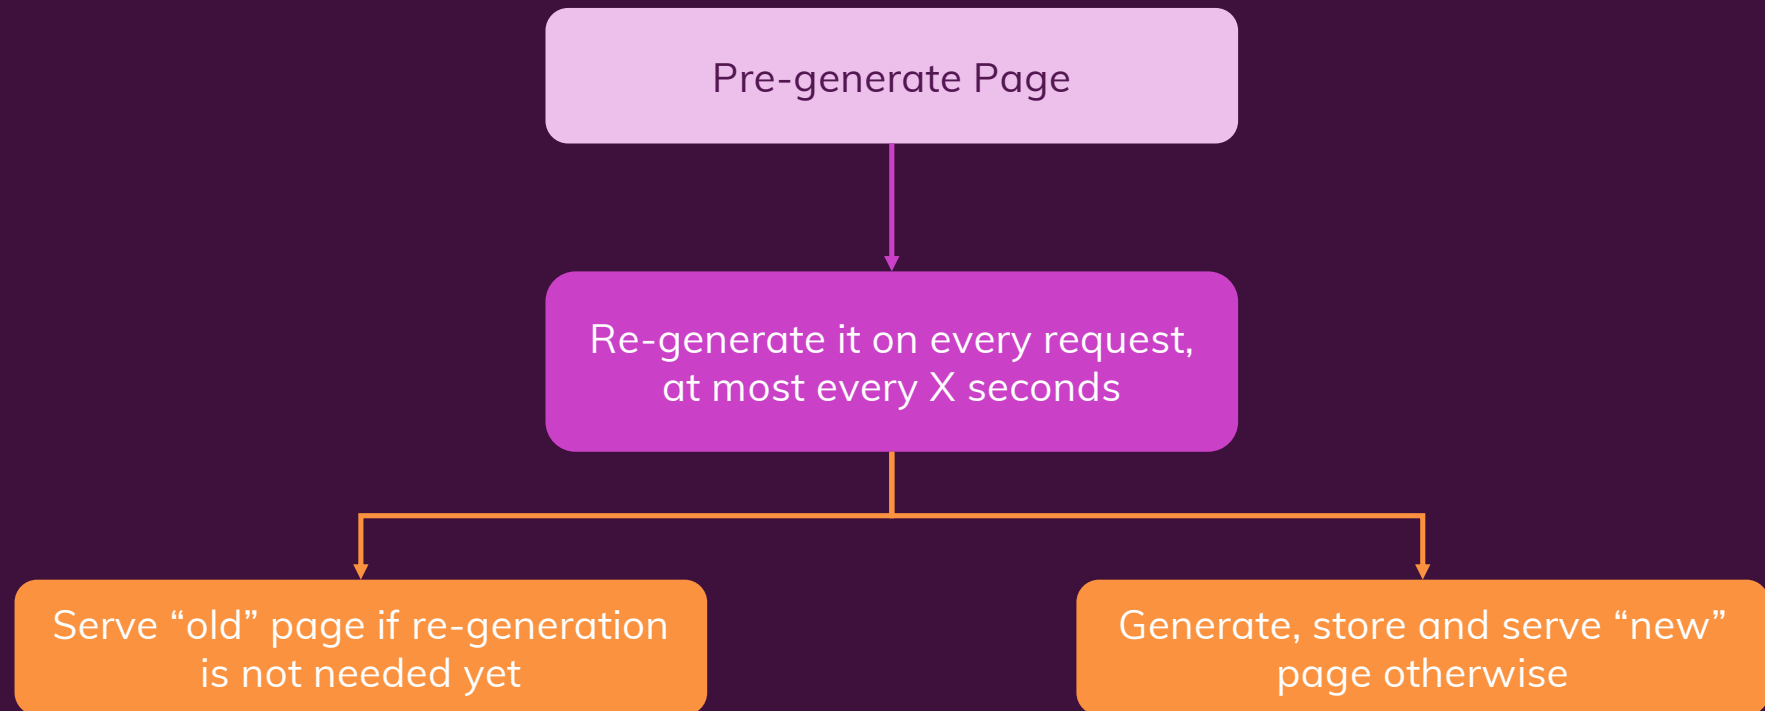 Pre-generate Page
Re-generate it on every request,
at most every X seconds
Serve “old” page if re-generation
is not needed yet
Generate, store and serve “new”
page otherwise